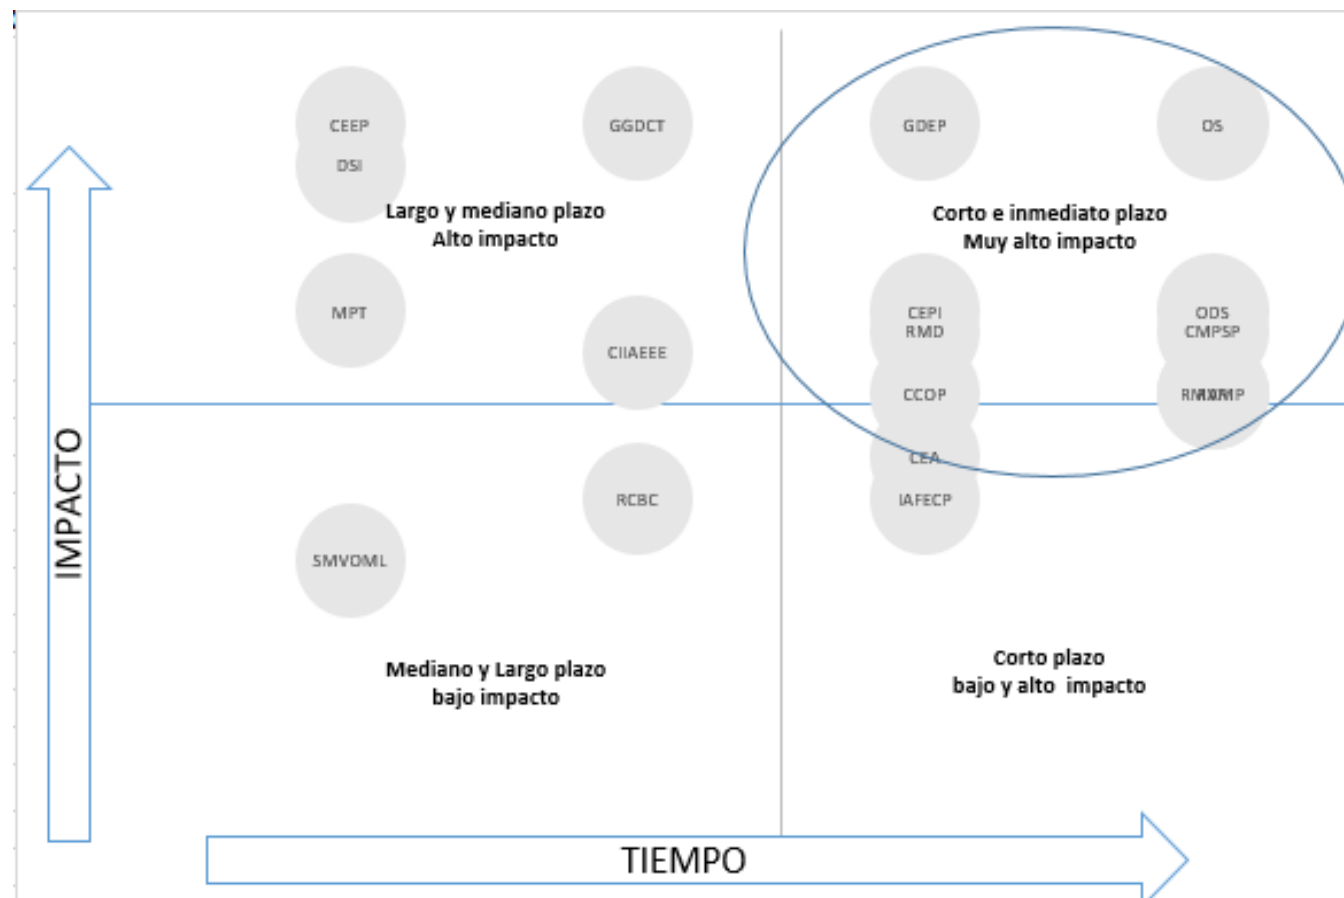 CEEP
GGDCT
GDEP
OS
DSI
Largo y mediano plazo
Alto impacto
Corto e inmediato plazo
Muy alto impacto
MPT
CEPI
ODS
RMD
CMPSP
CIIAEEE
CCOP
CEA
RCBC
IAFECP
SMVOML
Mediano y Largo plazo
bajo impacto
Corto plazo
bajo y alto impacto
IMPACTO
TIEMPO